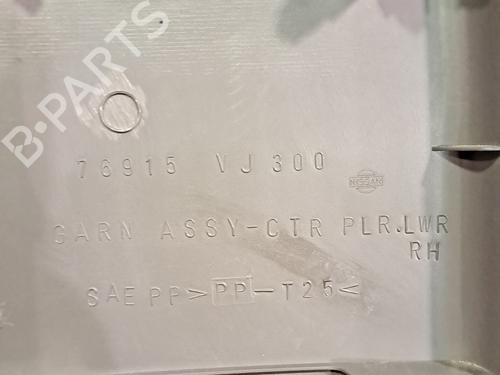 B-PARTS
76915 VJ300
NISSAN
GARN ASSY-CTR PLR.LWR
RH
SAE PP >PP-T25<